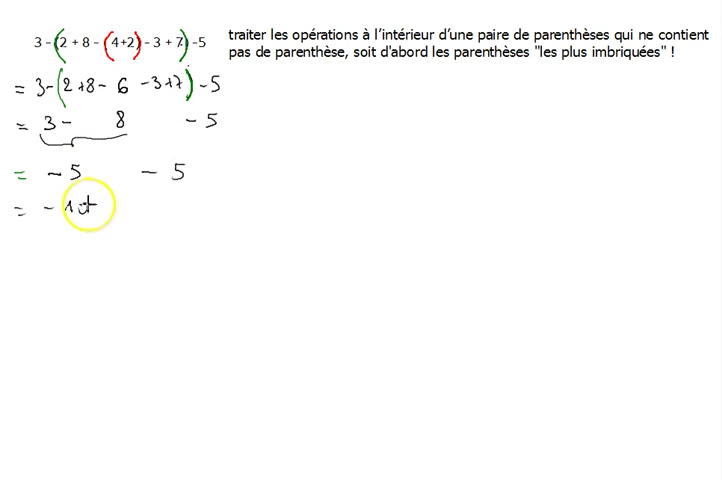 3 - (2 + 8 - (4+2) - 3 + 7) -5
traiter les opérations à l'intérieur d'une paire de parenthèses qui ne contient
pas de parenthèse, soit d'abord les parenthèses "les plus imbriquées" !
= 3-(2+8- 6 -3+7) -5
= 3- 8 -5
= -5 - 5
= - 10